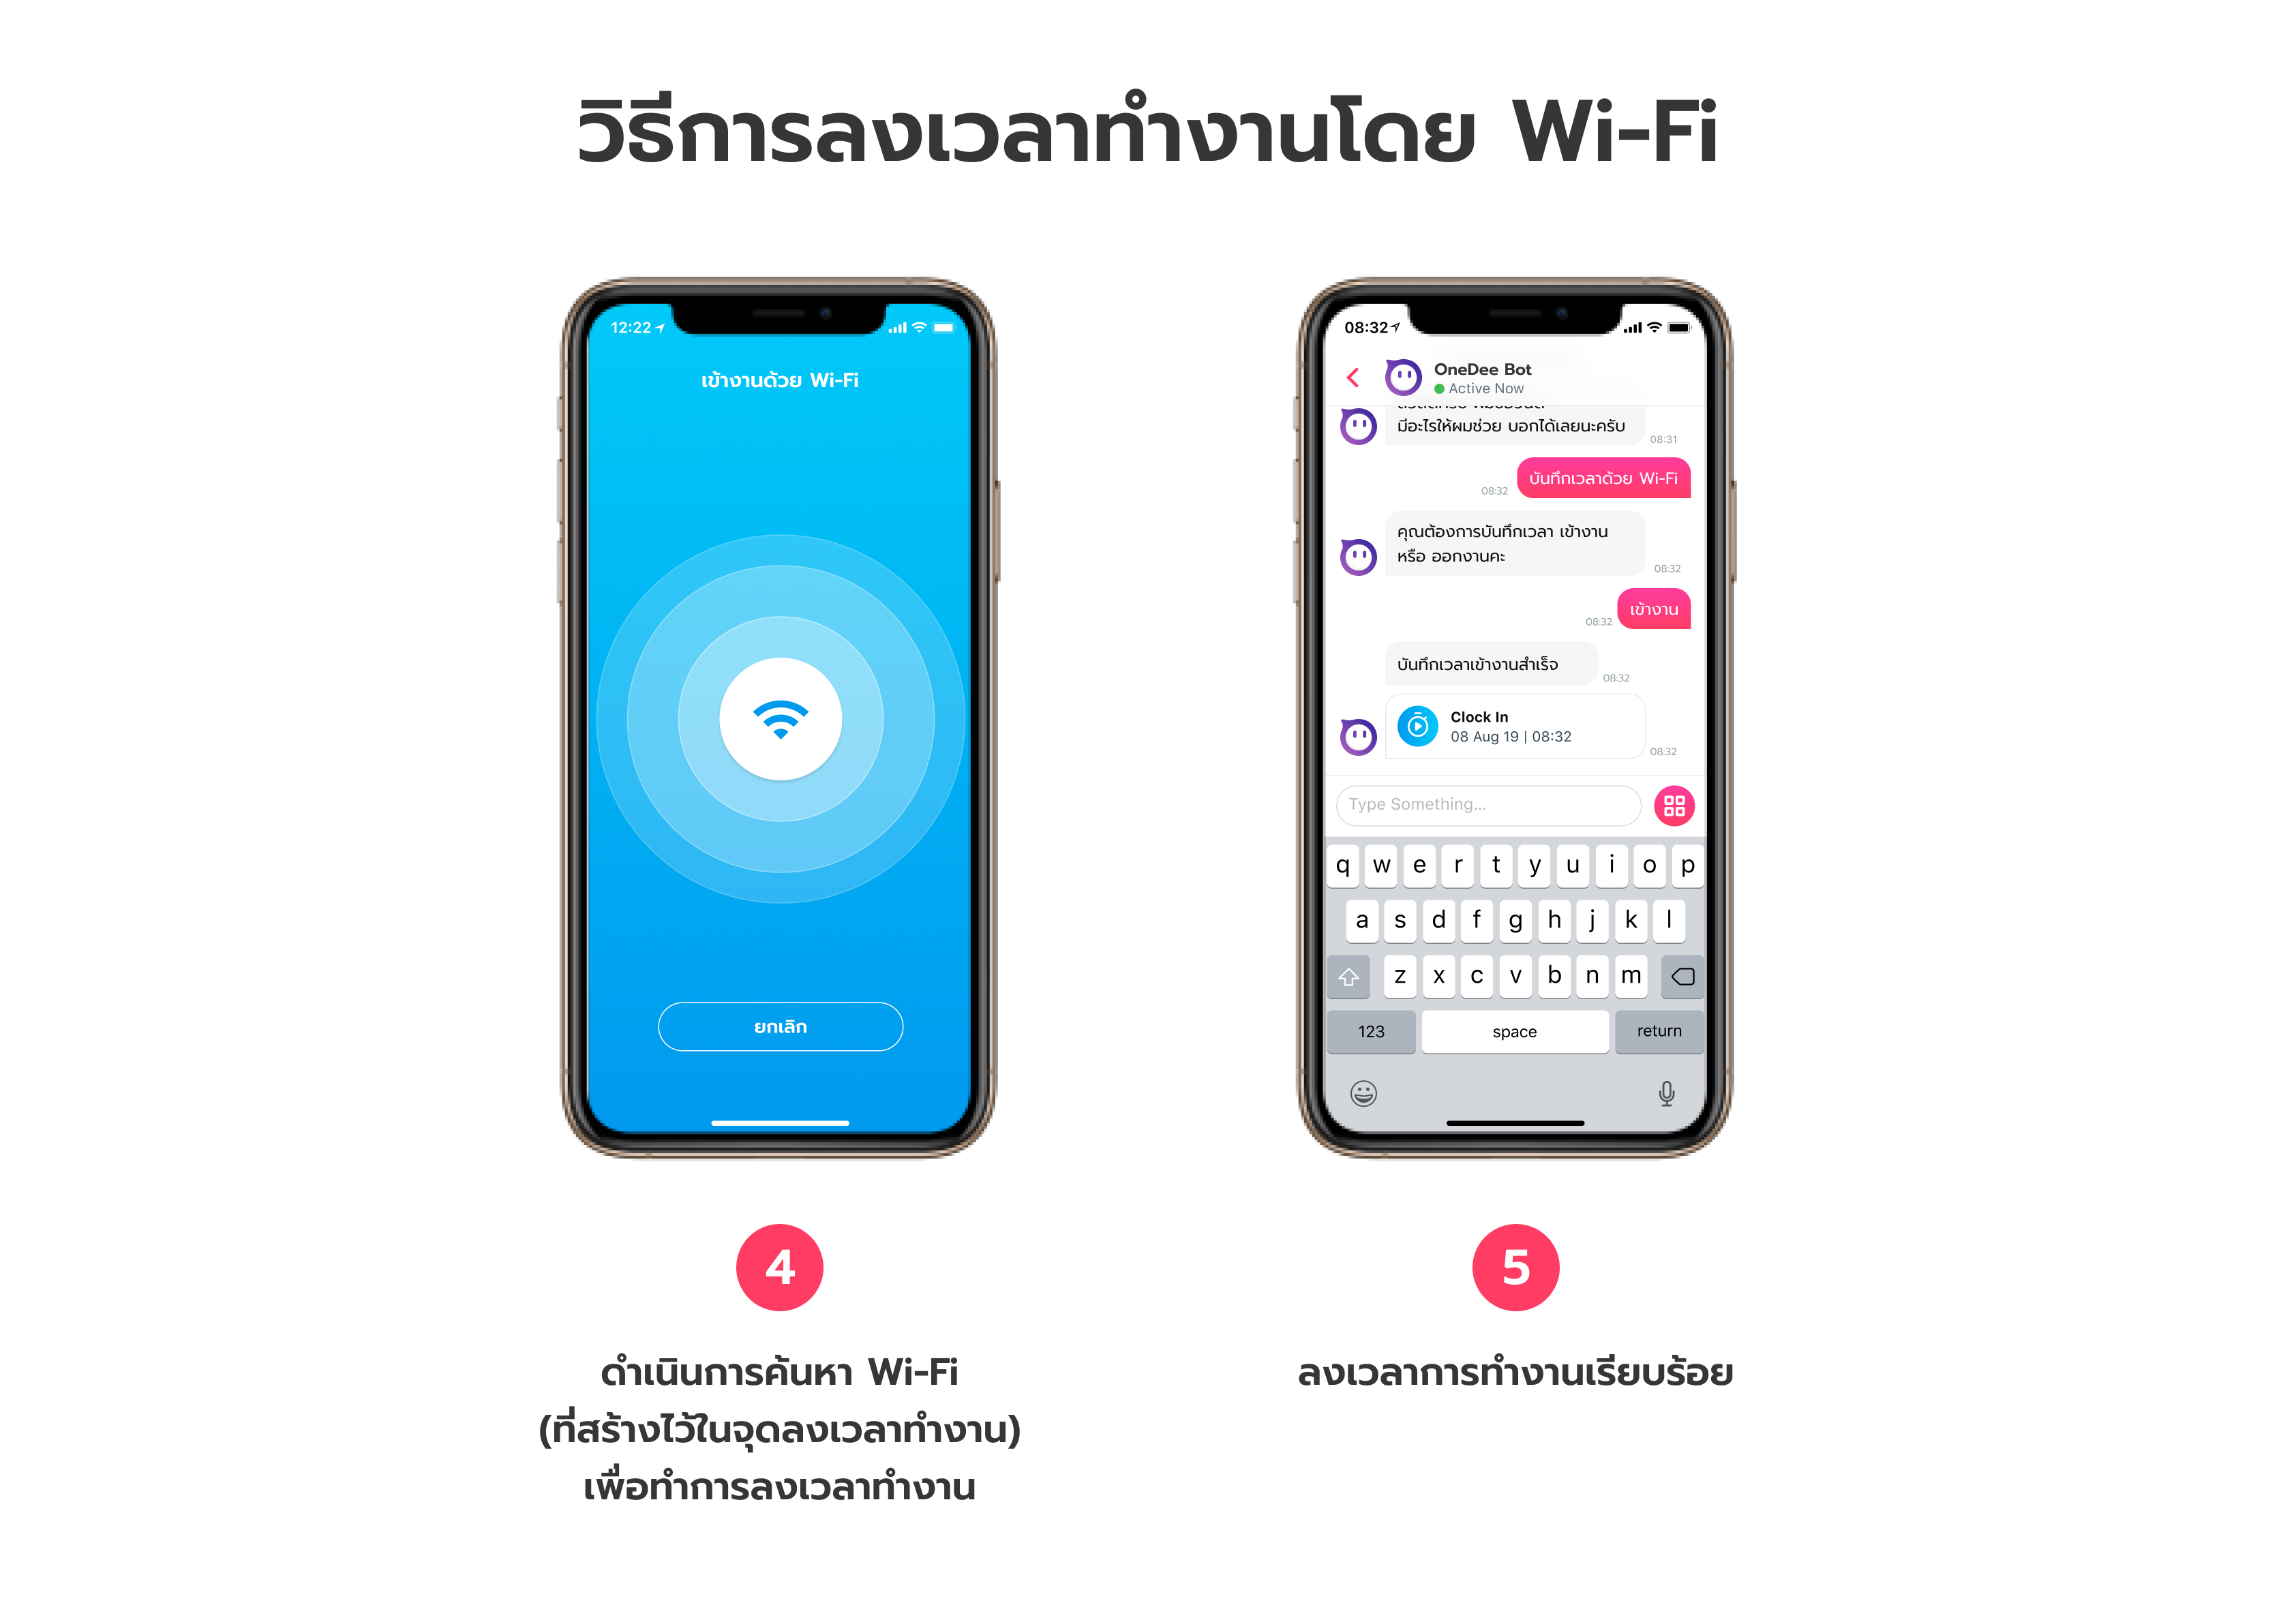 วิธีการลงเวลาทำงานโดย Wi-Fi
12:22
เข้างานด้วย Wi-Fi
ยกเลิก
08:32
OneDee Bot
Active Now
มีอะไรให้ผมช่วย บอกได้เลยนะครับ
08:31
บันทึกเวลาด้วย Wi-Fi
08:32
คุณต้องการบันทึกเวลา เข้างาน
หรือ ออกงานคะ
08:32
เข้างาน
08:32
บันทึกเวลาเข้างานสำเร็จ
08:32
Clock In
08 Aug 19 | 08:32
08:32
Type Something...
q w e r t y u i o p
a s d f g h j k l
z x c v b n m
123 space return
4
ดำเนินการค้นหา Wi-Fi
(ที่สร้างไว้ในจุดลงเวลาทำงาน)
เพื่อทำการลงเวลาทำงาน
5
ลงเวลาการทำงานเรียบร้อย